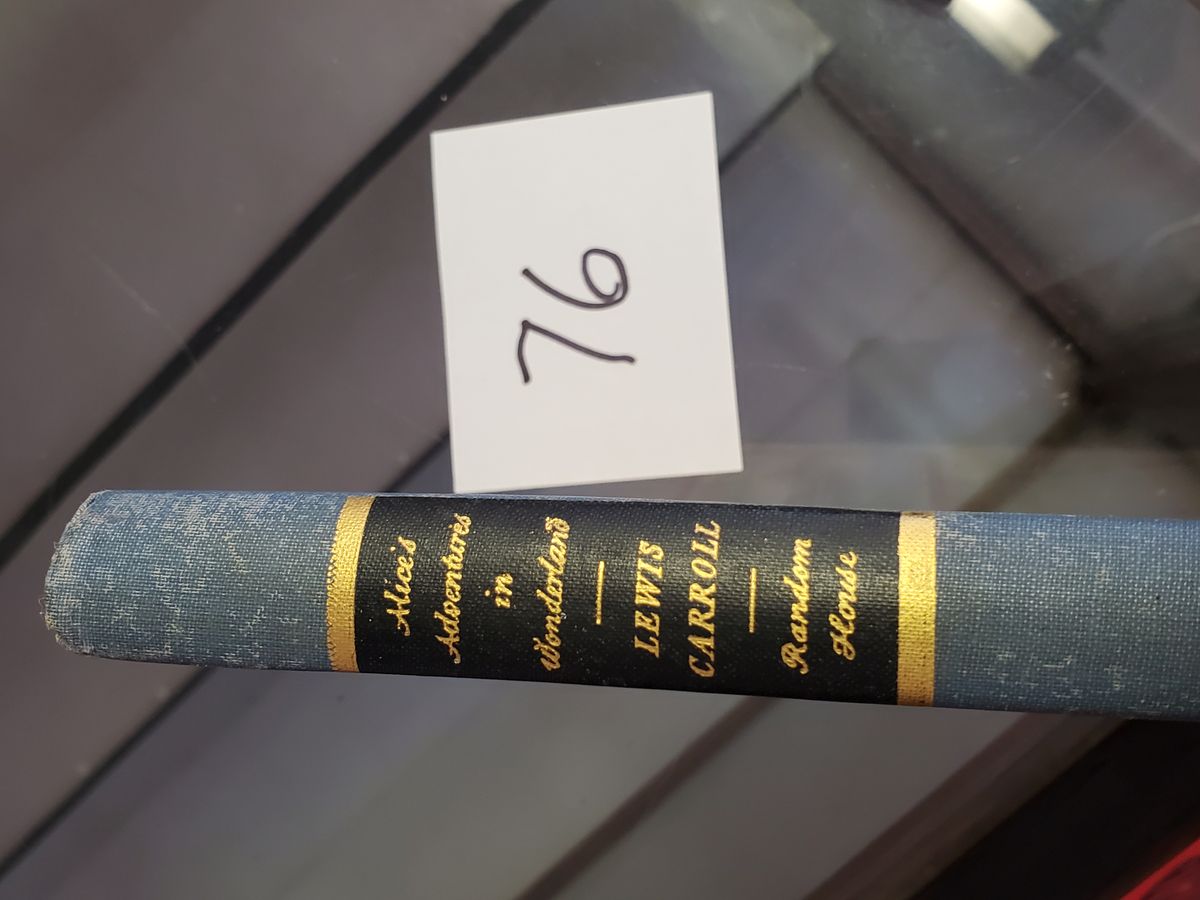 76
Alice's
Adventures
in
Wonderland
LEWIS
CARROLL
Random
House